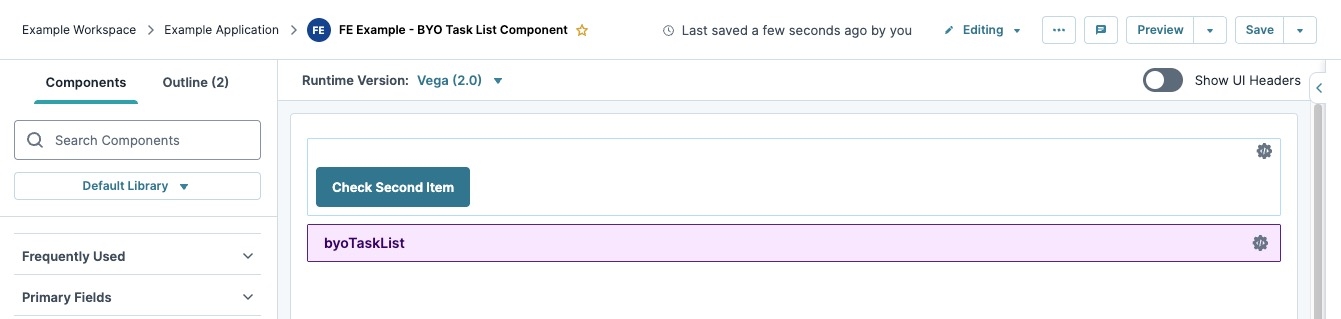 Example Workspace Example Application FE FE Example - BYO Task List Component Last saved a few seconds ago by you Editing ... Preview Save
Components Outline (2) Runtime Version: Vega (2.0) Show UI Headers
Search Components
Default Library
Check Second Item
byoTaskList
Frequently Used
Primary Fields